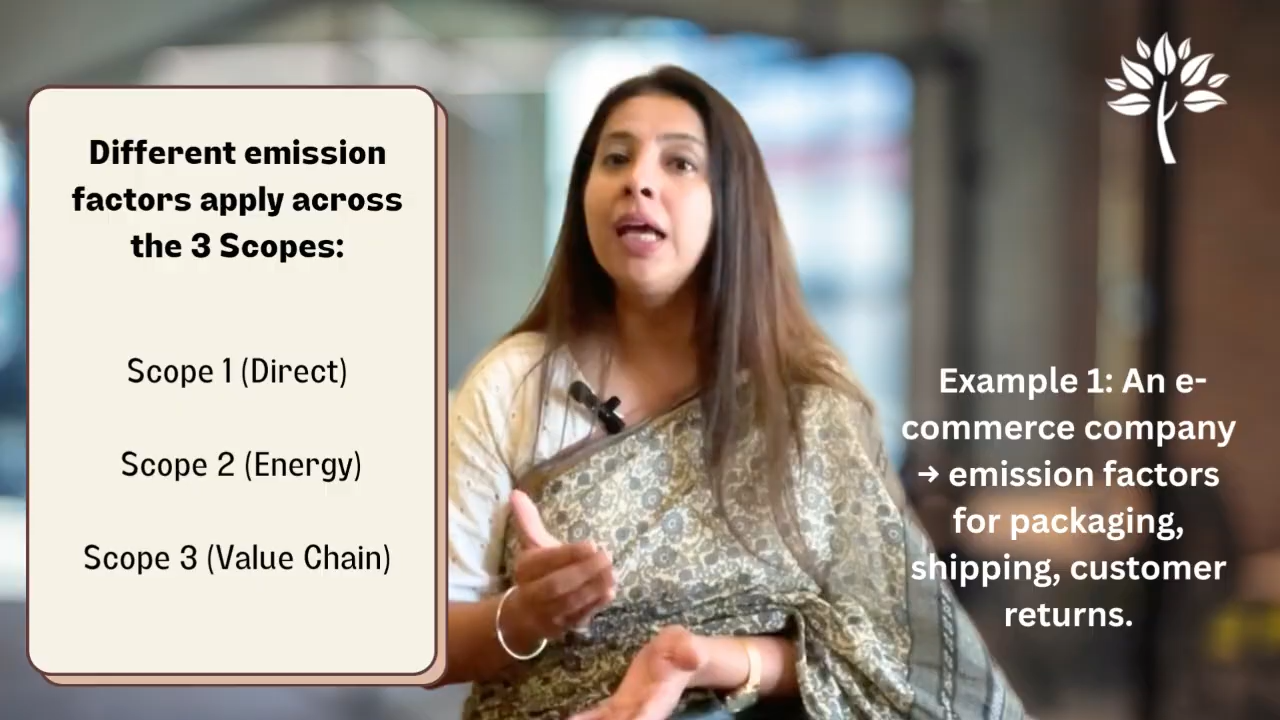 Different emission
factors apply across
the 3 Scopes:
Scope 1 (Direct)
Scope 2 (Energy)
Scope 3 (Value Chain)
Example 1: An e-
commerce company
→ emission factors
for packaging,
shipping, customer
returns.